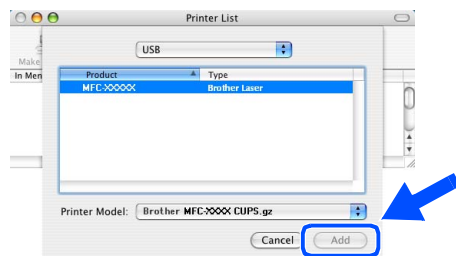 Printer List
USB
Make
In Men
Product Type
MFC-XXXXX Brother Laser
Printer Model: Brother MFC-XXXX CUPS.gz
Cancel Add